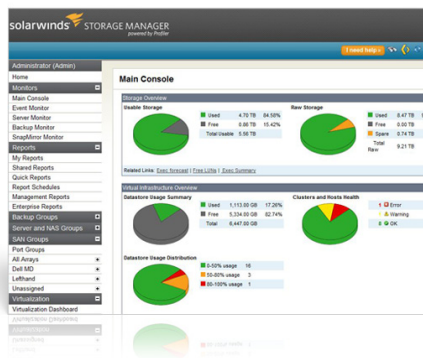 solarwinds STORAGE MANAGER
powered by Profiler
I need help
Administrator (Admin)
Home
Monitors
Main Console
Event Monitor
Server Monitor
Backup Monitor
SnapMirror Monitor
Reports
My Reports
Shared Reports
Quick Reports
Report Schedules
Management Reports
Enterprise Reports
Backup Groups
Server and NAS Groups
SAN Groups
Port Groups
All Arrays
Dell MD
Lefthand
Unassigned
Virtualization
Virtualization Dashboard
Main Console
Storage Overview
Usable Storage
Used 4.70 TB 84.58%
Free 0.86 TB 15.42%
Total Usable 5.56 TB
Raw Storage
Used 8.47 TB
Free 0.00 TB
Spare 0.74 TB
Total Raw 9.21 TB
Related Links: Exec forecast | Free LUNs | Exec Summary
Virtual Infrastructure Overview
Datastore Usage Summary
Used 1,113.00 GB 17.26%
Free 5,334.00 GB 82.74%
Total 6,447.00 GB
Clusters and Hosts Health
1 Error
1 Warning
8 OK
Datastore Usage Distribution
0-50% usage 16
50-80% usage 3
80-100% usage 1